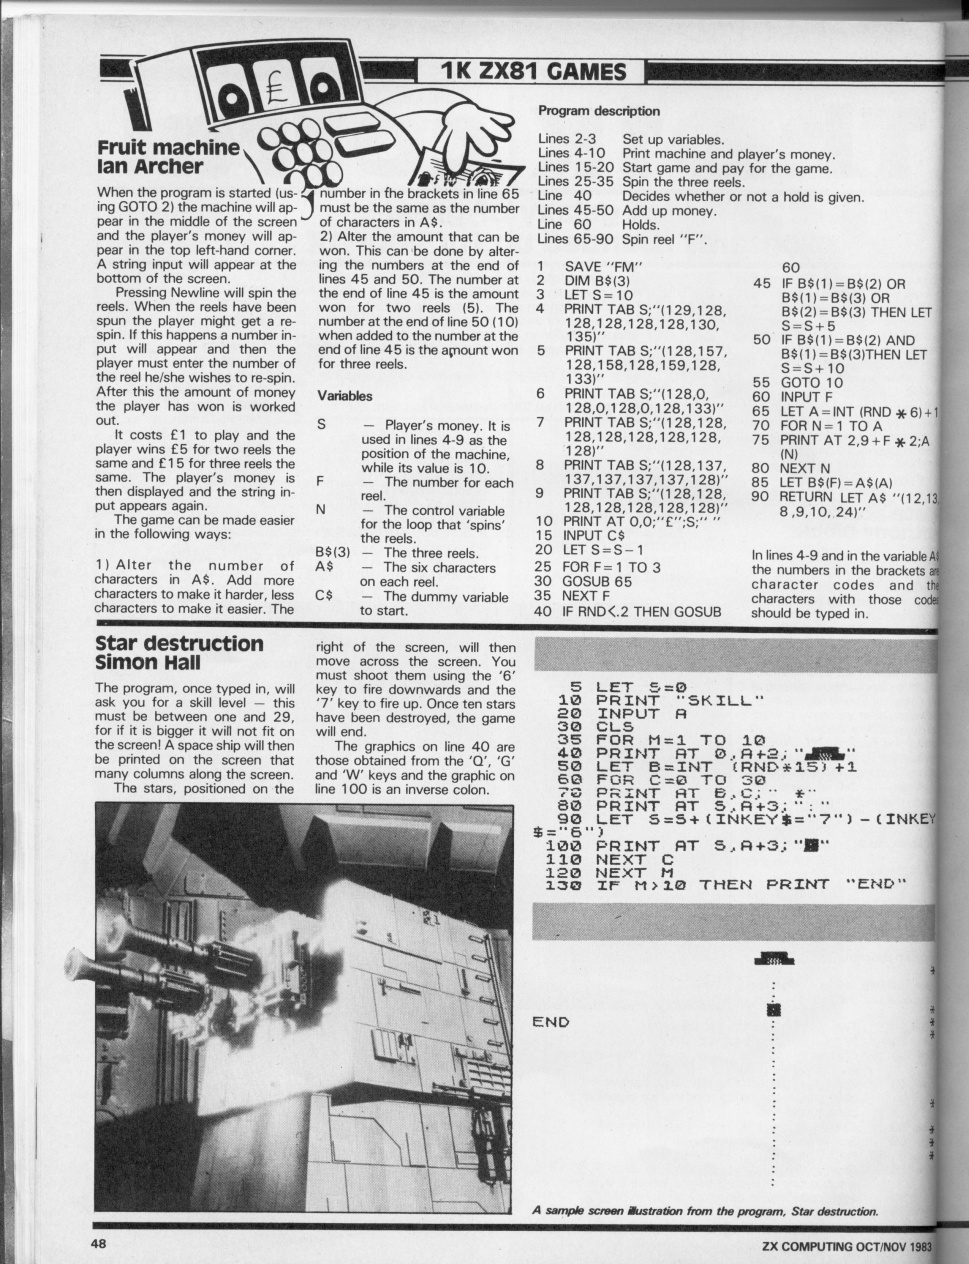 1K ZX81 GAMES
£
Fruit machine
Ian Archer
When the program is started (us-
ing GOTO 2) the machine will ap-
pear in the middle of the screen
and the player's money will ap-
pear in the top left-hand corner.
A string input will appear at the
bottom of the screen.
Pressing Newline will spin the
reels. When the reels have been
spun the player might get a re-
spin. If this happens a number in-
put will appear and then the
player must enter the number of
the reel he/she wishes to re-spin.
After this the amount of money
the player has won is worked
out.
It costs £1 to play and the
player wins £5 for two reels the
same and £15 for three reels the
same. The player's money is
then displayed and the string in-
put appears again.
The game can be made easier
in the following ways:
1) Alter the number of
characters in A$. Add more
characters to make it harder, less
characters to make it easier. The
number in the brackets in line 65
must be the same as the number
of characters in A$.
2) Alter the amount that can be
won. This can be done by alter-
ing the numbers at the end of
lines 45 and 50. The number at
the end of line 45 is the amount
won for two reels (5). The
number at the end of line 50 (10)
when added to the number at the
end of line 45 is the amount won
for three reels.
Variables
S — Player's money. It is
used in lines 4-9 as the
position of the machine,
while its value is 10.
F — The number for each
reel.
N — The control variable
for the loop that 'spins'
the reels.
B$(3) — The three reels.
A$ — The six characters
on each reel.
C$ — The dummy variable
to start.
Program description
Lines 2-3 Set up variables.
Lines 4-10 Print machine and player's money.
Lines 15-20 Start game and pay for the game.
Lines 25-35 Spin the three reels.
Line 40 Decides whether or not a hold is given.
Lines 45-50 Add up money.
Line 60 Holds.
Lines 65-90 Spin reel "F".
1 SAVE "FM"
2 DIM B$(3)
3 LET S=10
4 PRINT TAB S;"(129,128,
128,128,128,128,130,
135)"
5 PRINT TAB S;"(128,157,
128,158,128,159,128,
133)"
6 PRINT TAB S;"(128,0,
128,0,128,0,128,133)"
7 PRINT TAB S;"(128,128,
128,128,128,128,128,
128)"
8 PRINT TAB S;"(128,137,
137,137,137,137,128)"
9 PRINT TAB S;"(128,128,
128,128,128,128,128)"
10 PRINT AT 0,0;"£";S;" "
15 INPUT C$
20 LET S=S−1
25 FOR F=1 TO 3
30 GOSUB 65
35 NEXT F
40 IF RND<.2 THEN GOSUB
60
45 IF B$(1)=B$(2) OR
B$(1)=B$(3) OR
B$(2)=B$(3) THEN LET
S=S+5
50 IF B$(1)=B$(2) AND
B$(1)=B$(3)THEN LET
S=S+10
55 GOTO 10
60 INPUT F
65 LET A=INT (RND * 6)+1
70 FOR N=1 TO A
75 PRINT AT 2,9+F * 2;A
(N)
80 NEXT N
85 LET B$(F)=A$(A)
90 RETURN LET A$ "(12,13,
8,9,10,.24)"
In lines 4-9 and in the variable A
the numbers in the brackets are
character codes and the
characters with those codes
should be typed in.
Star destruction
Simon Hall
The program, once typed in, will
ask you for a skill level — this
must be between one and 29,
for if it is bigger it will not fit on
the screen! A space ship will then
be printed on the screen that
many columns along the screen.
The stars, positioned on the
right of the screen, will then
move across the screen. You
must shoot them using the '6'
key to fire downwards and the
'7' key to fire up. Once ten stars
have been destroyed, the game
will end.
The graphics on line 40 are
those obtained from the 'Q', 'G'
and 'W' keys and the graphic on
line 100 is an inverse colon.
5 LET S=0
10 PRINT "SKILL"
20 INPUT A
30 CLS
35 FOR M=1 TO 10
40 PRINT AT 0,A+2;" "
50 LET B=INT (RND*15)+1
60 FOR C=0 TO 30
70 PRINT AT B,C;" *"
80 PRINT AT S,A+3;":"
90 LET S=S+(INKEY$="7")-(INKEY
$="6")
100 PRINT AT S,A+3;" "
110 NEXT C
120 NEXT M
130 IF M>10 THEN PRINT "END"
END
A sample screen illustration from the program, Star destruction.
48
ZX COMPUTING OCT/NOV 1983